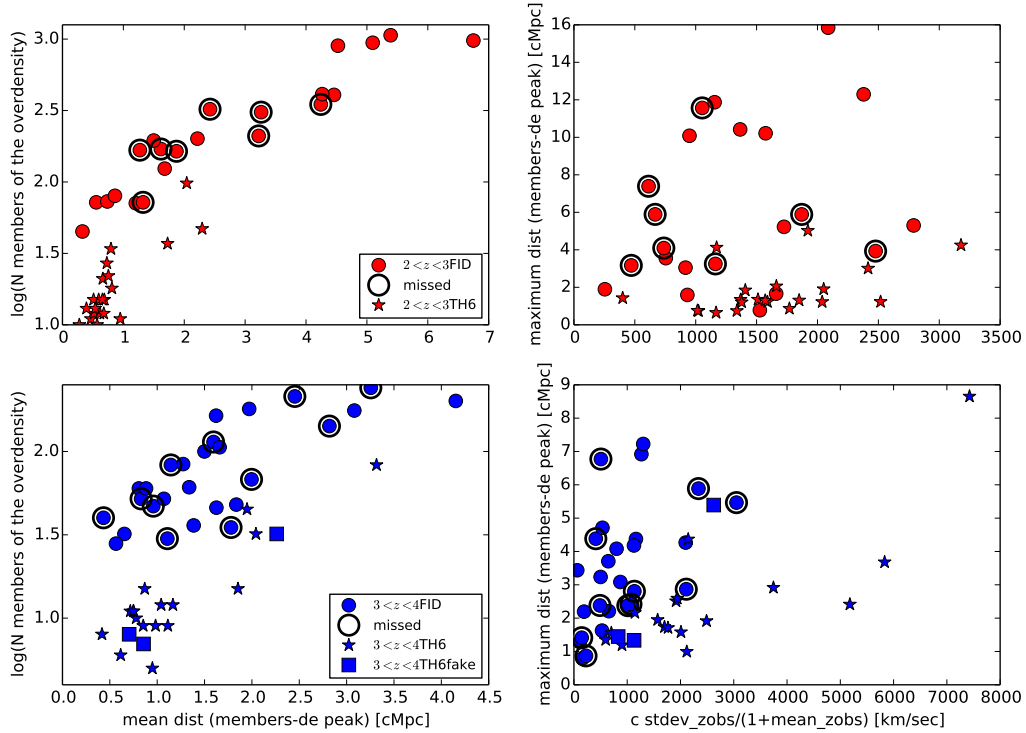 log(N members of the overdensity)
3.0
2.5
2.0
1.5
1.0
0 1 2 3 4 5 6 7
2 < z < 3FID
missed
2 < z < 3TH6
maximum dist (members-de peak) [cMpc]
16
14
12
10
8
6
4
2
0
0 500 1000 1500 2000 2500 3000 3500
log(N members of the overdensity)
2.0
1.5
1.0
0.0 0.5 1.0 1.5 2.0 2.5 3.0 3.5 4.0 4.5
mean dist (members-de peak) [cMpc]
3 < z < 4FID
missed
3 < z < 4TH6
3 < z < 4TH6fake
maximum dist (members-de peak) [cMpc]
9
8
7
6
5
4
3
2
1
0
0 1000 2000 3000 4000 5000 6000 7000 8000
c stdev_zobs/(1+mean_zobs) [km/sec]